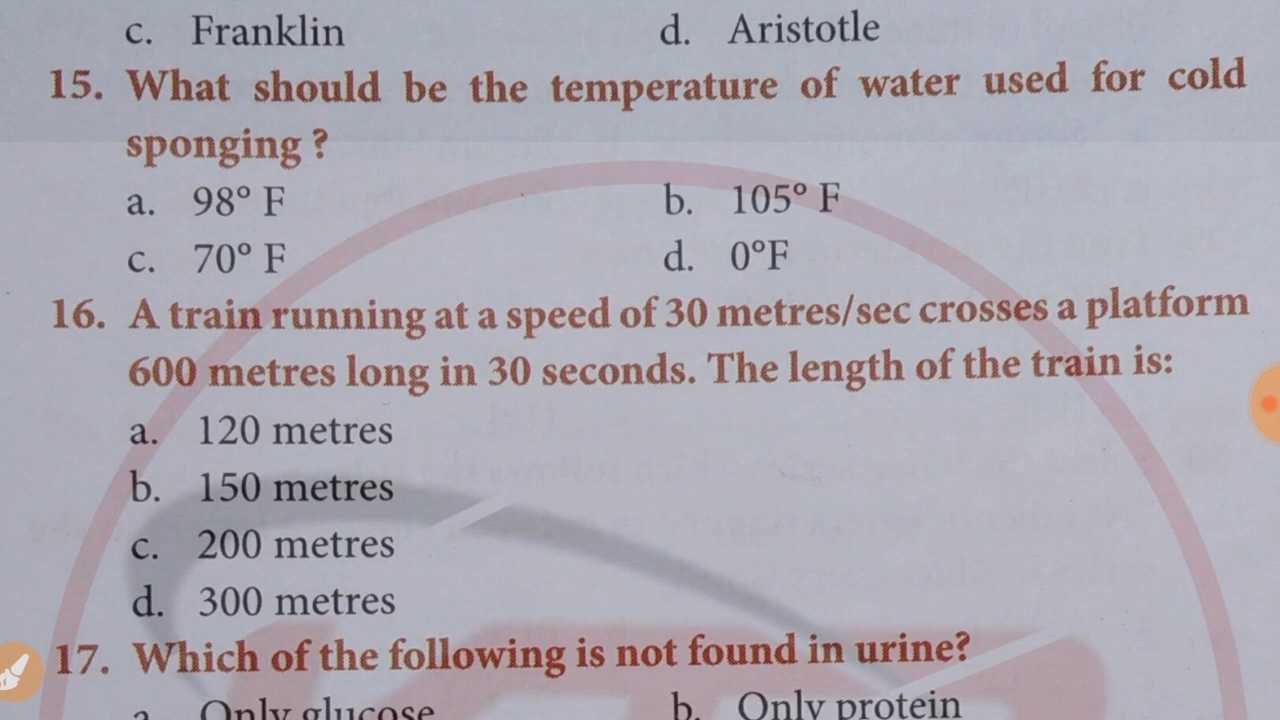 c. Franklin d. Aristotle
15. What should be the temperature of water used for cold
sponging ?
a. 98° F b. 105° F
c. 70° F d. 0°F
16. A train running at a speed of 30 metres/sec crosses a platform
600 metres long in 30 seconds. The length of the train is:
a. 120 metres
b. 150 metres
c. 200 metres
d. 300 metres
17. Which of the following is not found in urine?
a Only glucose b. Only protein